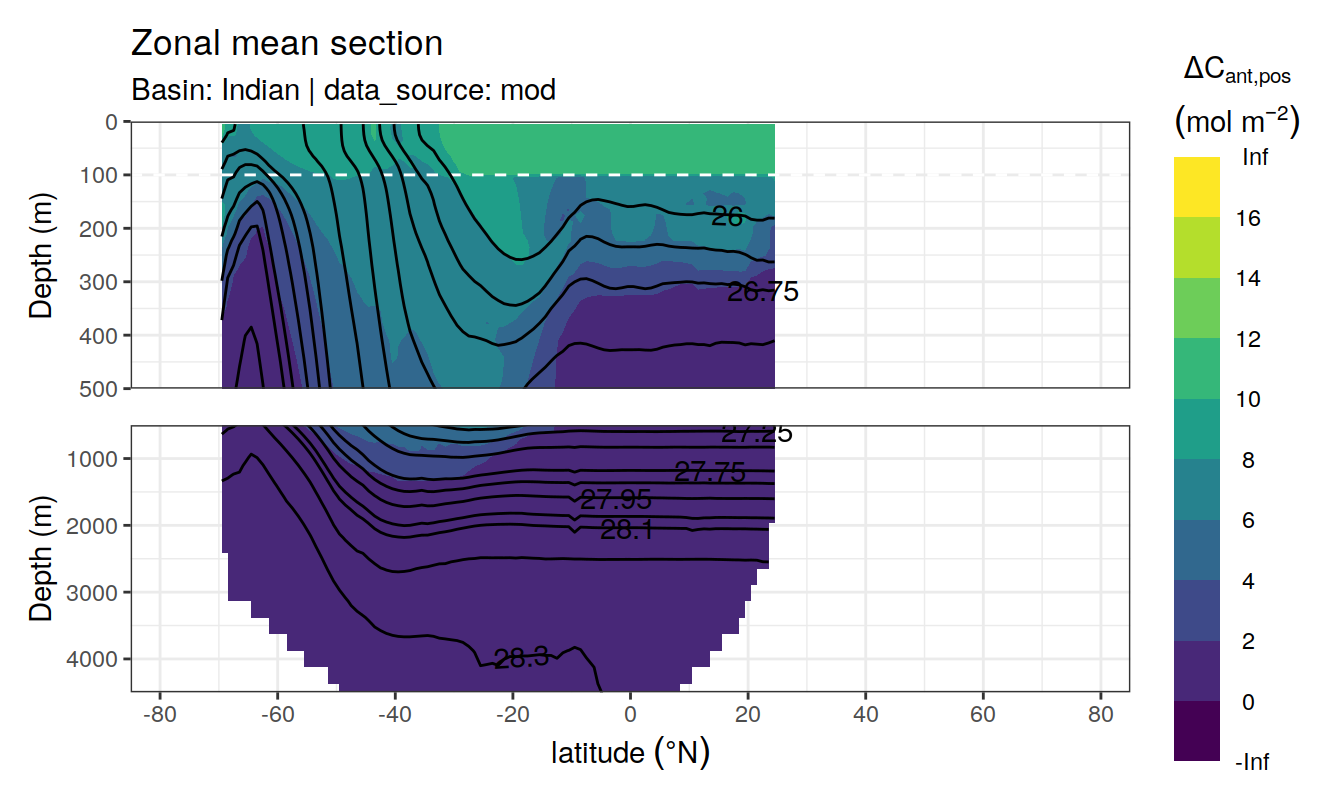 Zonal mean section
Basin: Indian | data_source: mod
ΔCant,pos
(mol m−2)
Inf
16
14
12
10
8
6
4
2
0
-Inf
Depth (m)
0
100
200
300
400
500
26
26.75
Depth (m)
1000
2000
3000
4000
27.25
27.75
27.95
28.1
28.3
-80 -60 -40 -20 0 20 40 60 80
latitude (°N)